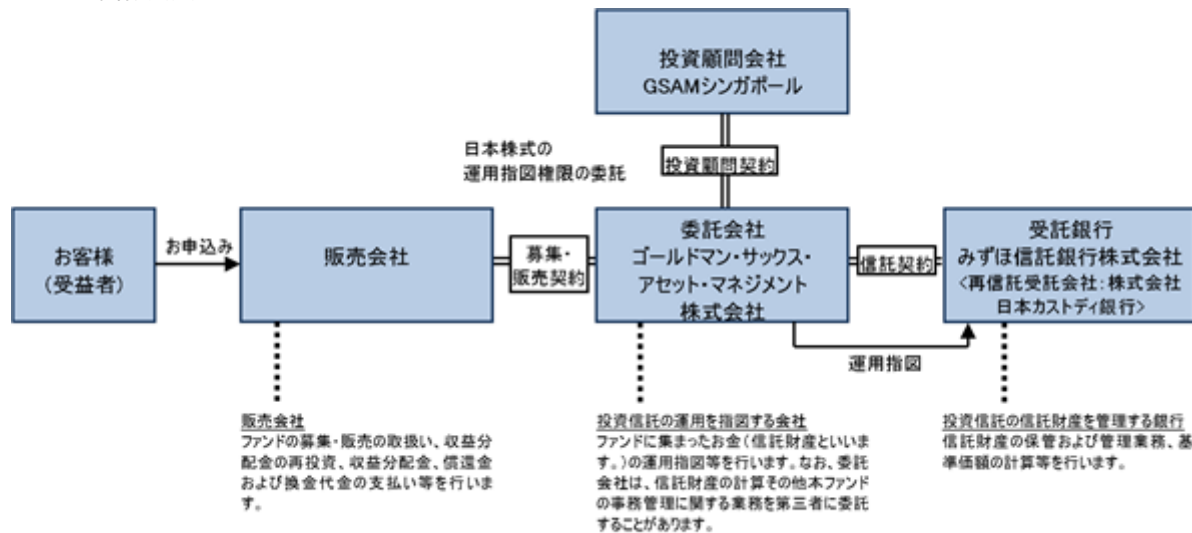 投資顧問会社
GSAMシンガポール
日本株式の
運用指図権限の委託
投資顧問契約
お客様
(受益者)
お申込み
販売会社
募集・
販売契約
委託会社
ゴールドマン・サックス・
アセット・マネジメント
株式会社
信託契約
受託銀行
みずほ信託銀行株式会社
<再信託受託会社:株式会社
日本カストディ銀行>
運用指図
販売会社
ファンドの募集・販売の取扱い、収益分
配金の再投資、収益分配金、償還金
および換金代金の支払い等を行いま
す。
投資信託の運用を指図する会社
ファンドに集まったお金(信託財産といいま
す。)の運用指図等を行います。なお、委託
会社は、信託財産の計算その他本ファンド
の事務管理に関する業務を第三者に委託
することがあります。
投資信託の信託財産を管理する銀行
信託財産の保管および管理業務、基
準価額の計算等を行います。